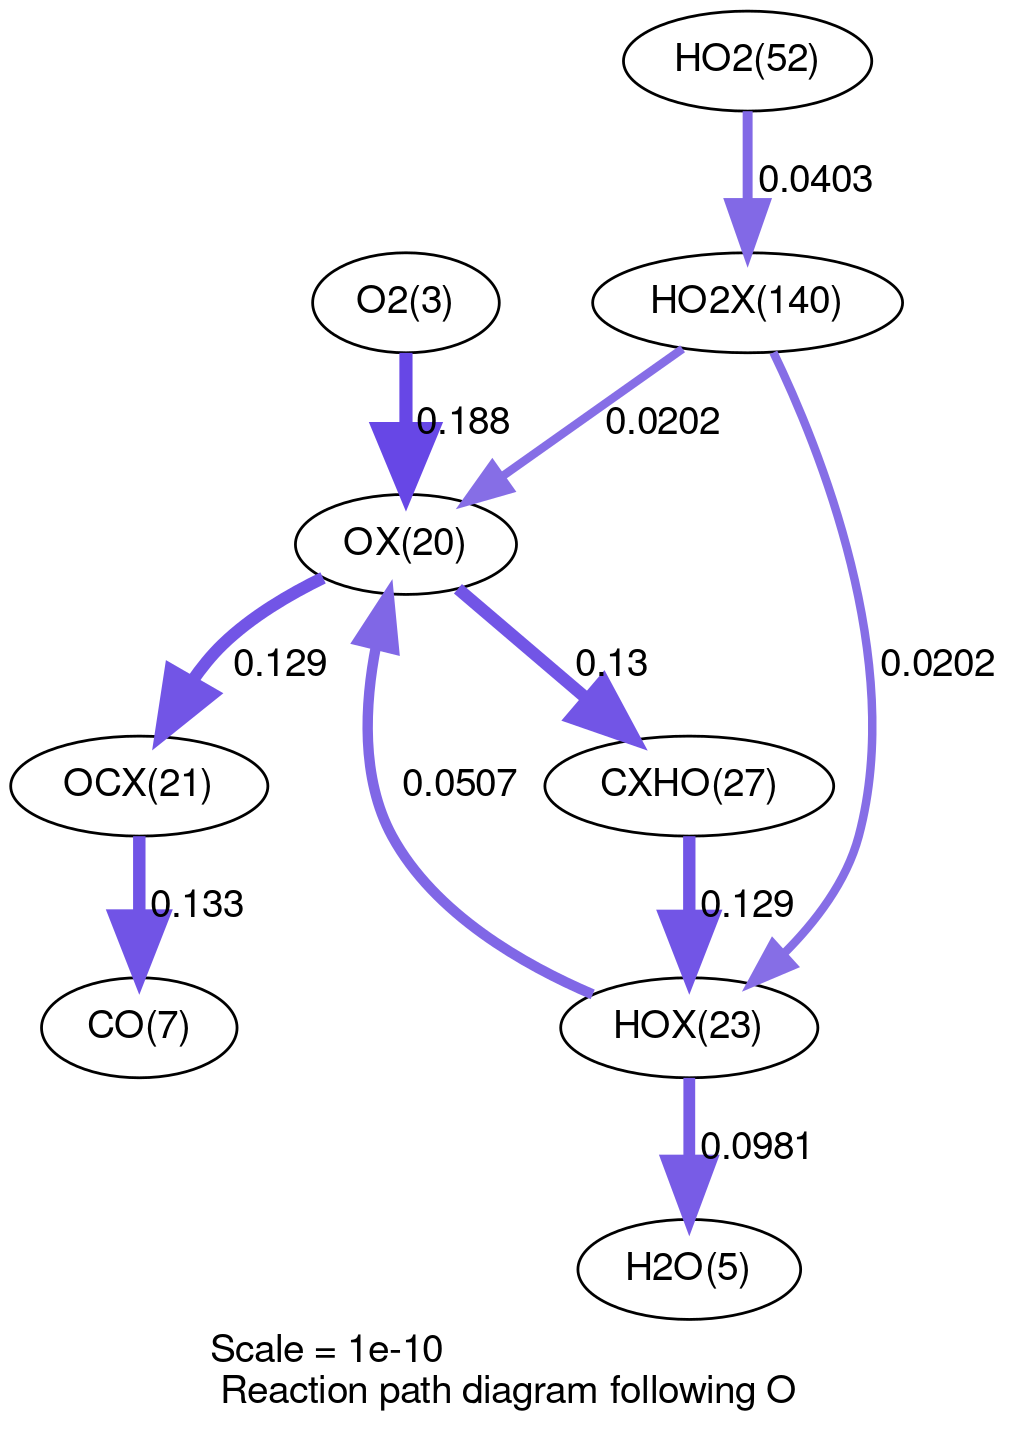 HO2(52)
0.0403
O2(3)
HO2X(140)
0.188
0.0202
OX(20)
0.129
0.13
0.0202
OCX(21)
0.0507
CXHO(27)
0.133
0.129
CO(7)
HOX(23)
0.0981
H2O(5)
Scale = 1e-10
Reaction path diagram following O